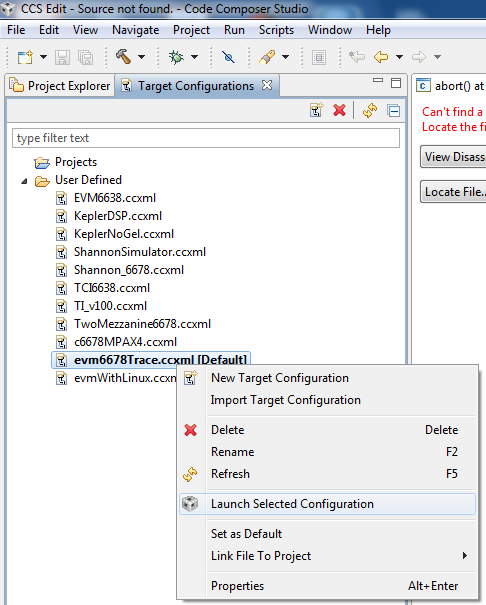 CCS Edit - Source not found. - Code Composer Studio
File Edit View Navigate Project Run Scripts Window Help
Project Explorer Target Configurations
abort() at
type filter text
Can't find a
Locate the fi
View Disass
Locate File..
Projects
User Defined
EVM6638.ccxml
KeplerDSP.ccxml
KeplerNoGel.ccxml
ShannonSimulator.ccxml
Shannon_6678.ccxml
TCI6638.ccxml
TI_v100.ccxml
TwoMezzanine6678.ccxml
c6678MPAX4.ccxml
evm6678Trace.ccxml [Default]
evmWithLinux.ccxm
New Target Configuration
Import Target Configuration
Delete Delete
Rename F2
Refresh F5
Launch Selected Configuration
Set as Default
Link File To Project
Properties Alt+Enter